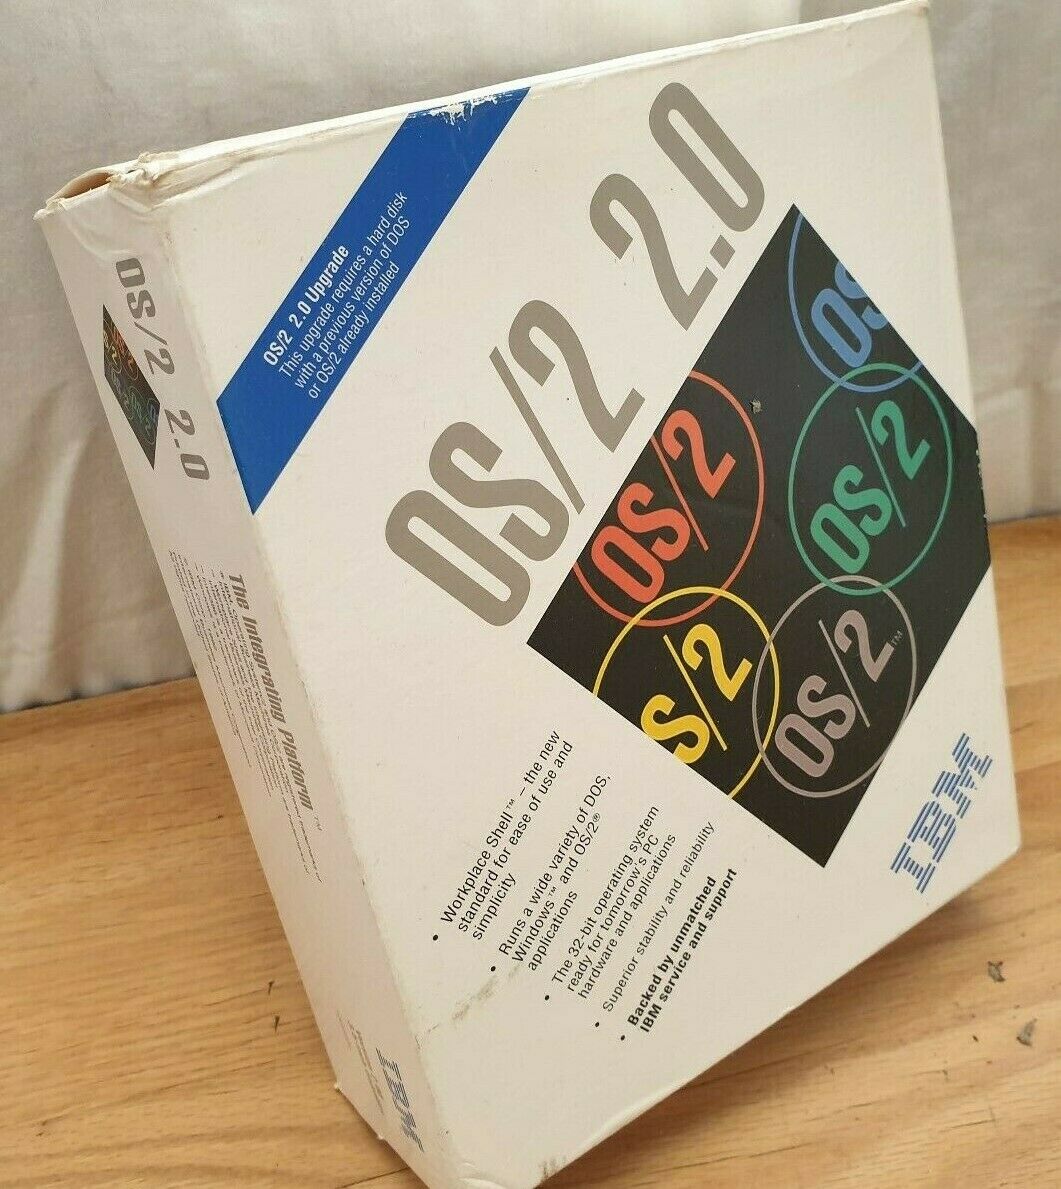 OS/2 2.0 Upgrade
This upgrade requires a hard disk
with a previous version of DOS
or OS/2 already installed
OS/2 2.0
OS/2
OS/2
OS/2
S/2
OS/2™
• Workplace Shell™ – the new
standard for ease of use and
simplicity
• Runs a wide variety of DOS,
Windows™ and OS/2®
applications
• The 32-bit operating system
ready for tomorrow's PC
hardware and applications
• Superior stability and reliability
• Backed by unmatched
IBM service and support
IBM
OS/2 2.0
The Integrating Platform™
IBM